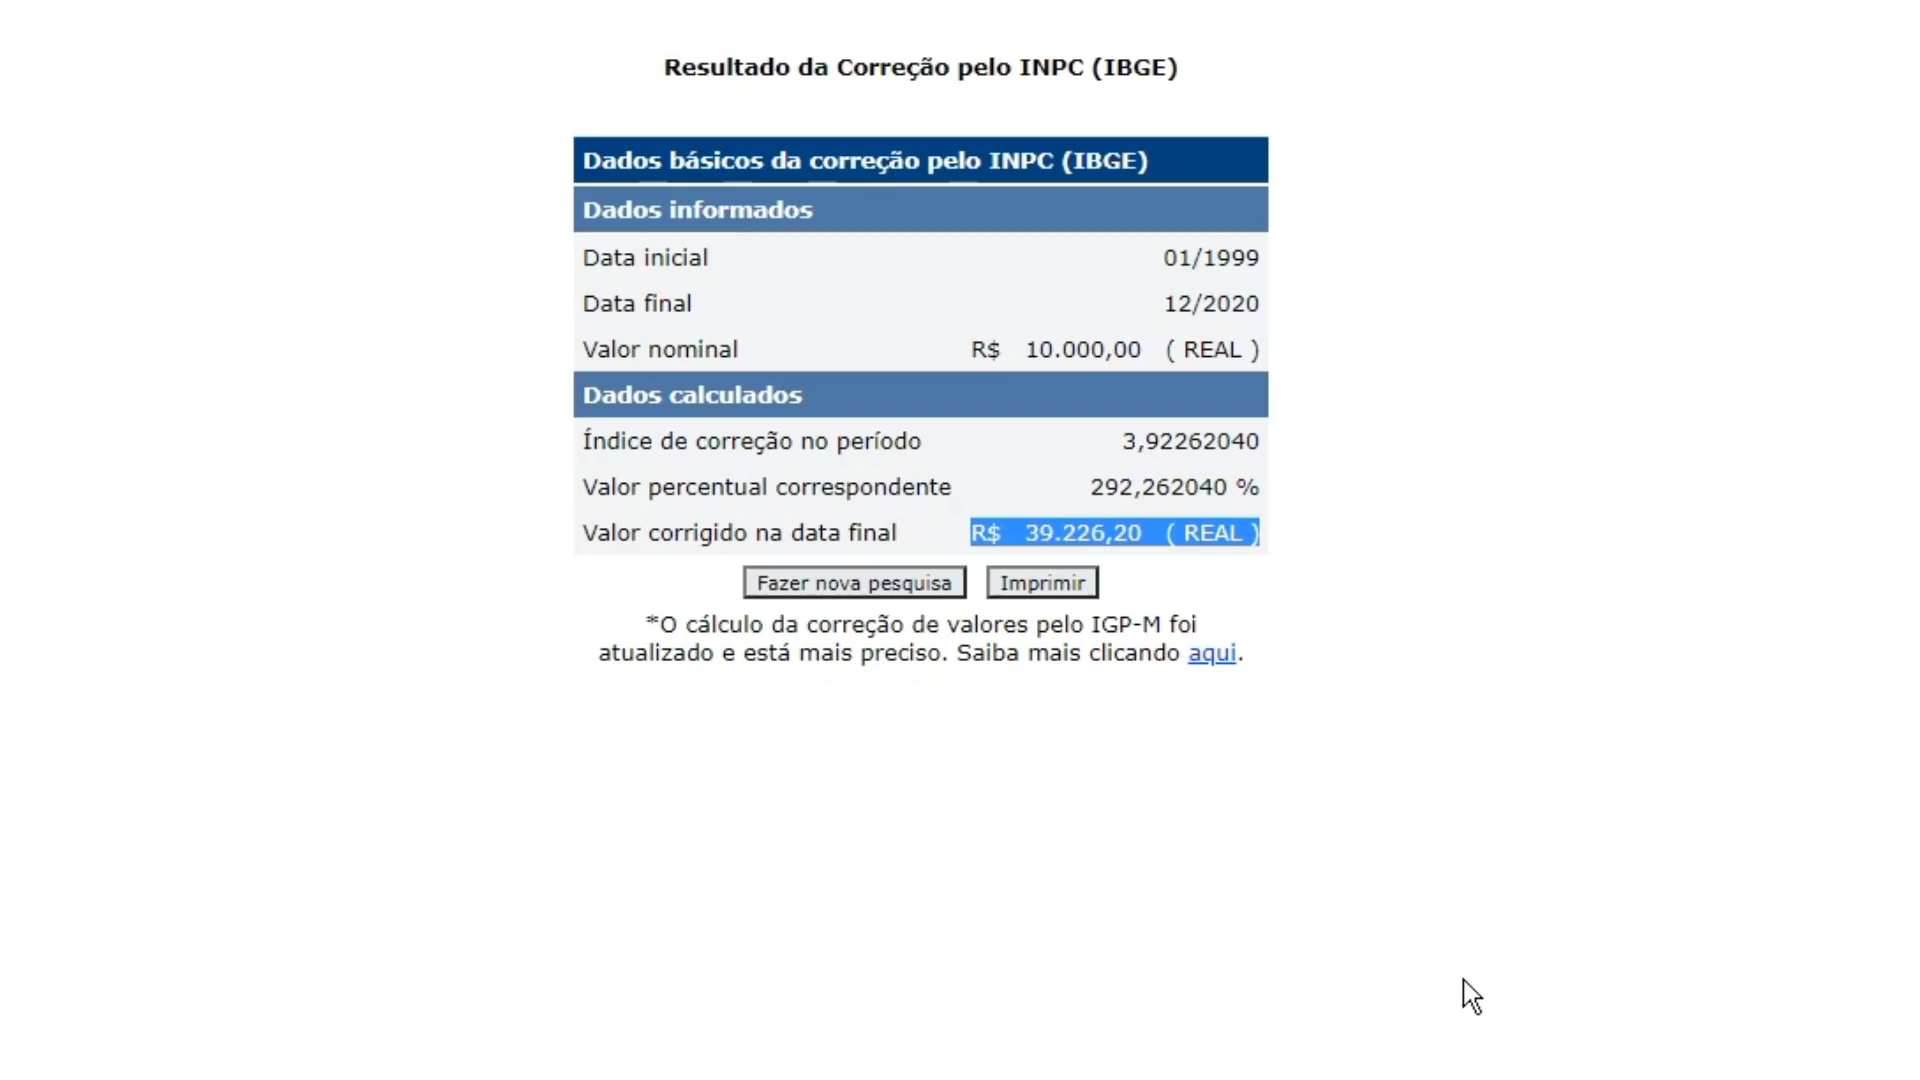 Resultado da Correção pelo INPC (IBGE)
Dados básicos da correção pelo INPC (IBGE)
Dados informados
Data inicial 01/1999
Data final 12/2020
Valor nominal R$ 10.000,00 ( REAL )
Dados calculados
Índice de correção no período 3,92262040
Valor percentual correspondente 292,262040 %
Valor corrigido na data final R$ 39.226,20 ( REAL )
Fazer nova pesquisa Imprimir
*O cálculo da correção de valores pelo IGP-M foi
atualizado e está mais preciso. Saiba mais clicando aqui.